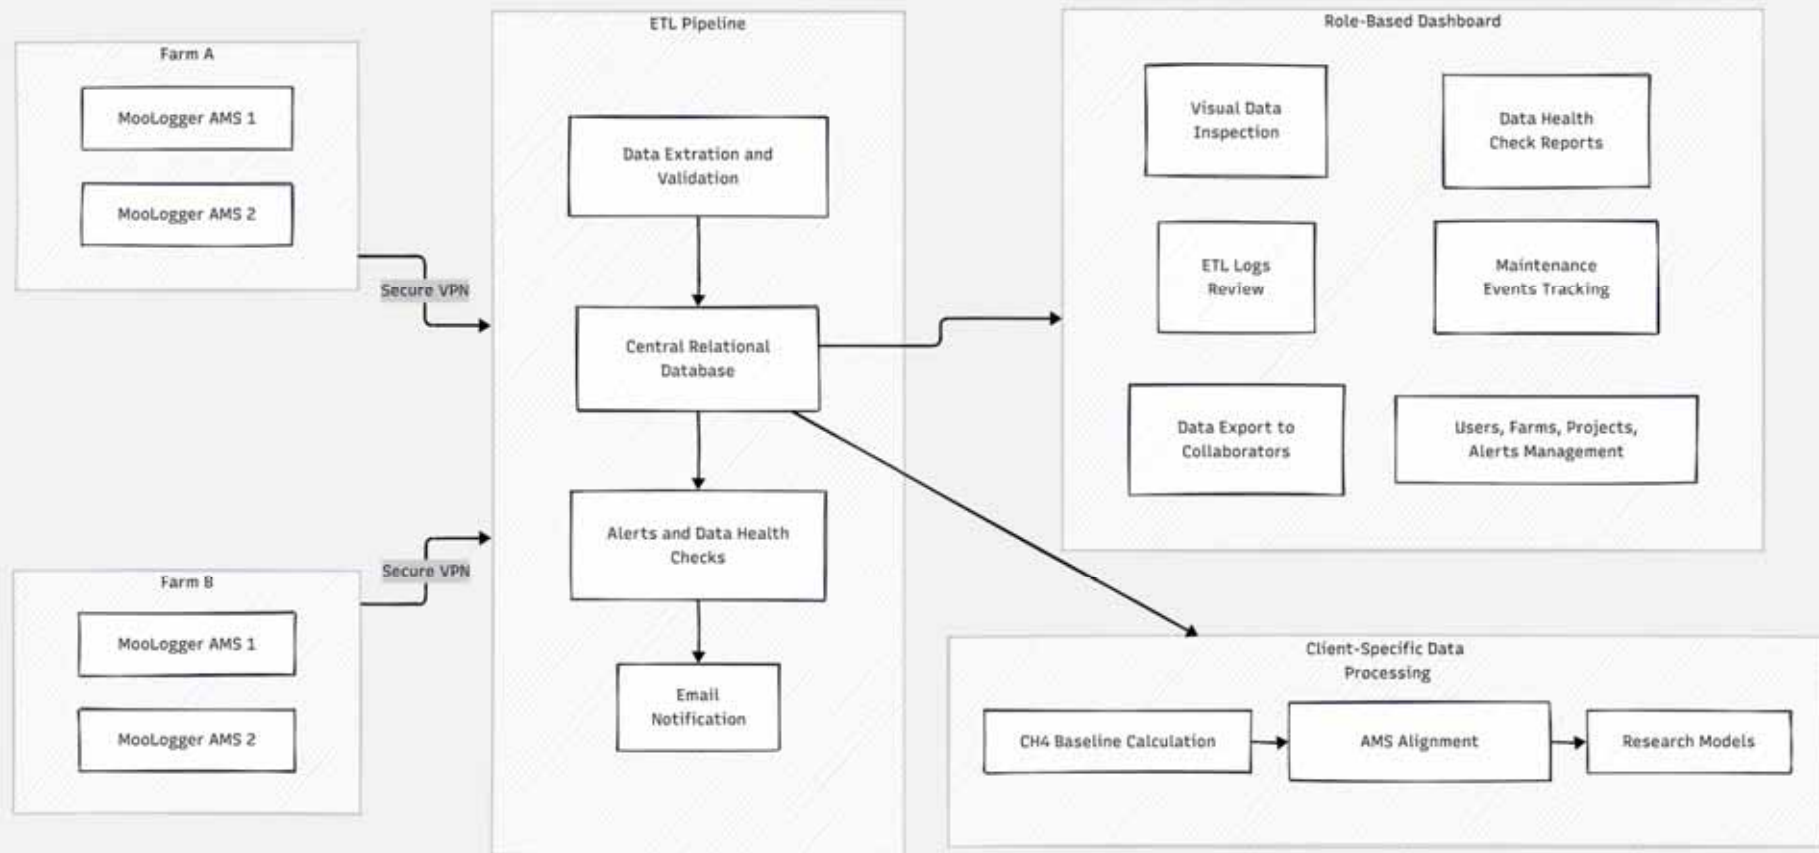 Farm A
MooLogger AMS 1
MooLogger AMS 2
Secure VPN
Farm B
MooLogger AMS 1
MooLogger AMS 2
Secure VPN
ETL Pipeline
Data Extration and
Validation
Central Relational
Database
Alerts and Data Health
Checks
Email
Notification
Role-Based Dashboard
Visual Data
Inspection
Data Health
Check Reports
ETL Logs
Review
Maintenance
Events Tracking
Data Export to
Collaborators
Users, Farms, Projects,
Alerts Management
Client-Specific Data
Processing
CH4 Baseline Calculation
AMS Alignment
Research Models